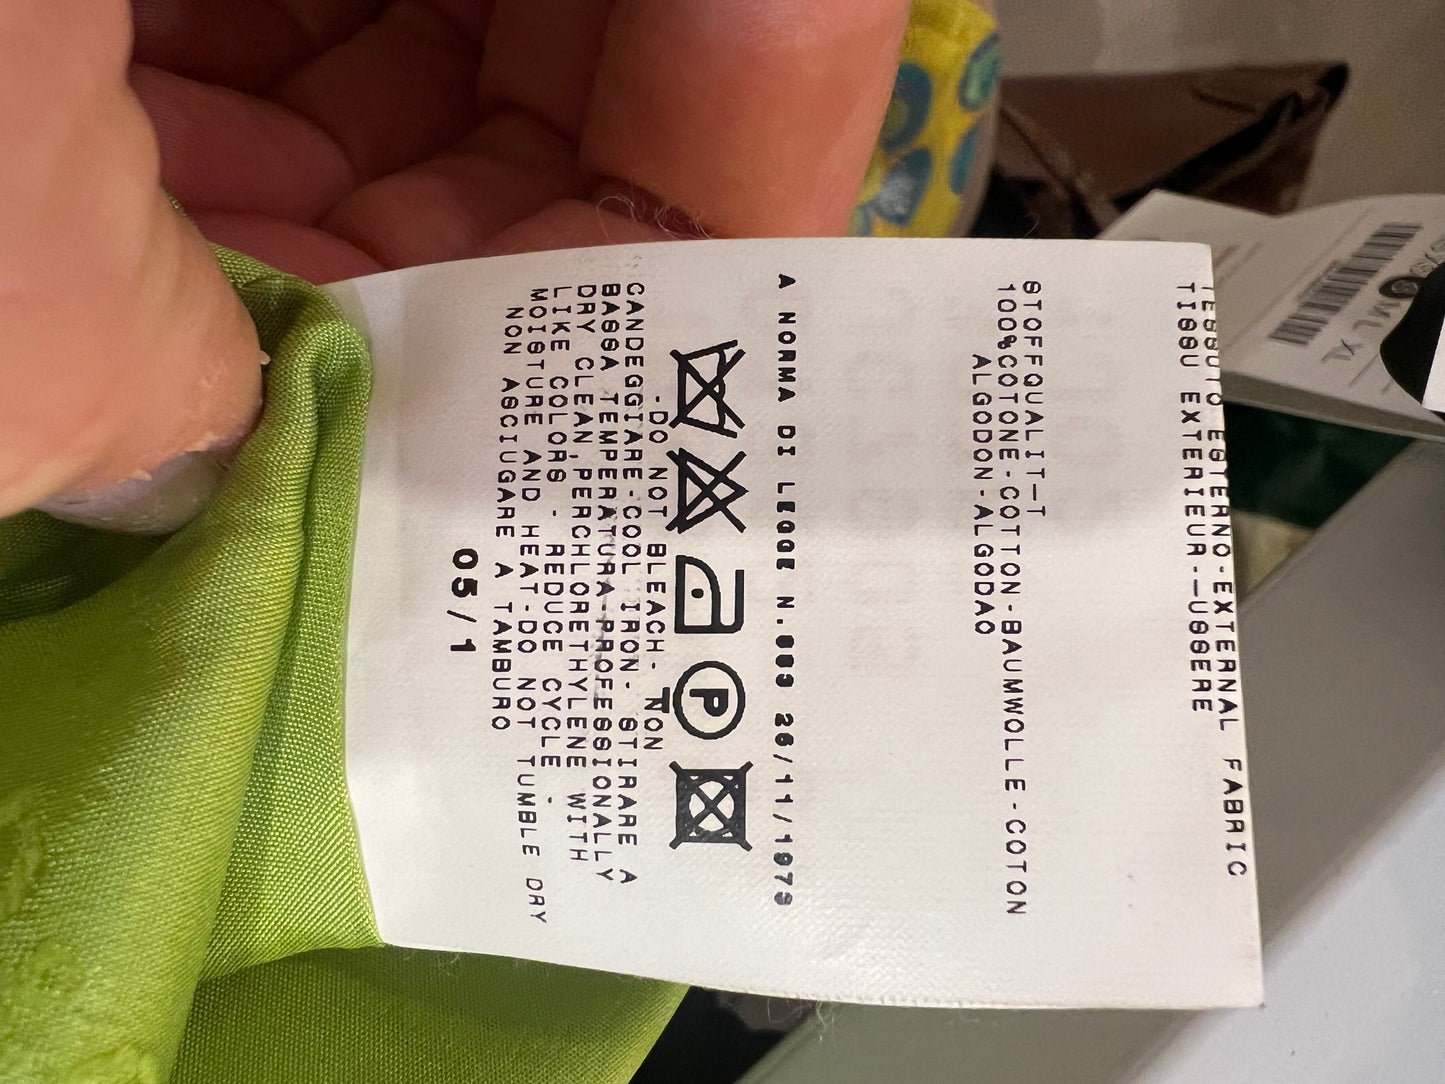 TESSUTO ESTERNO-EXTERNAL FABRIC
TISSU EXTERIEUR-—USSERE
STOFFQUALIT—T
100%COTONE-COTTON-BAUMWOLLE-COTON
ALGODON-ALGODAO
A NORMA DI LEGGE N.883 26/11/1973
P
-DO NOT BLEACH- NON
CANDEGGIARE-COOL IRON- STIRARE A
BASSA TEMPERATURA-PROFESSIONALLY
DRY CLEAN,PERCHLORETHYLENE WITH
LIKE COLORS - REDUCE CYCLE -
MOISTURE AND HEAT-DO NOT TUMBLE DRY
NON ASCIUGARE A TAMBURO
05/1
M L XL